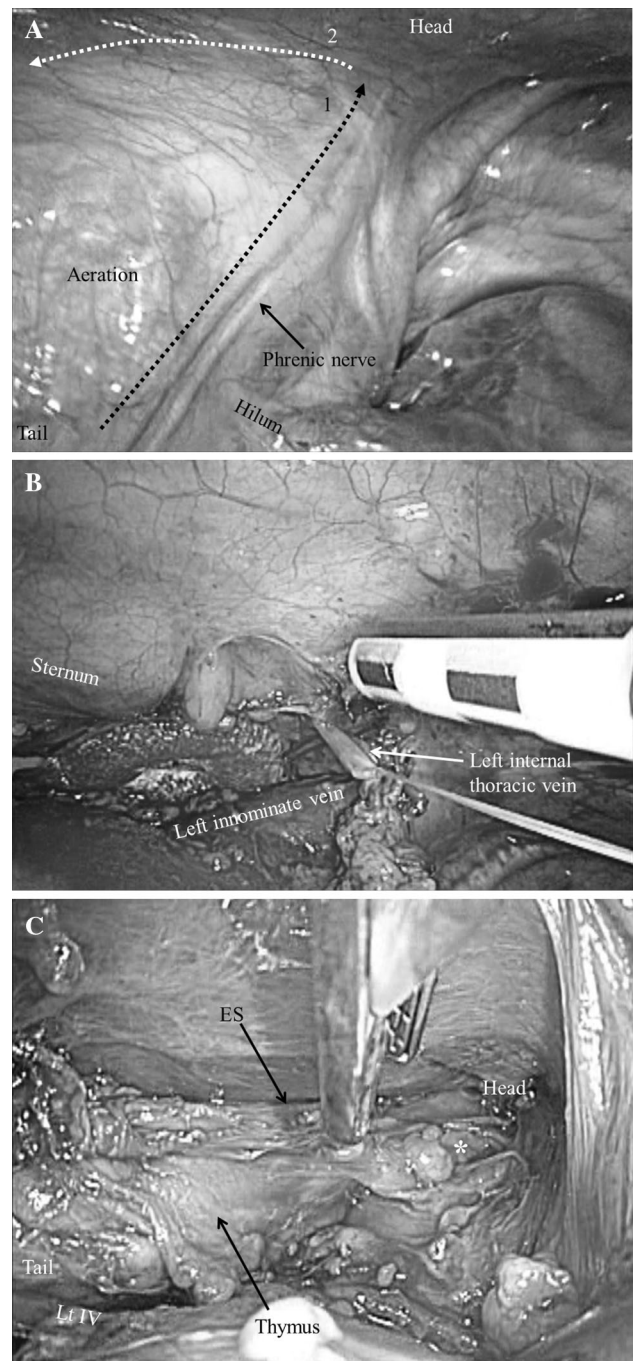 A
2
Head
1
Aeration
Phrenic nerve
Hilum
Tail
B
Sternum
Left internal
thoracic vein
Left innominate vein
C
ES
Head
*
Tail
Lt IV
Thymus